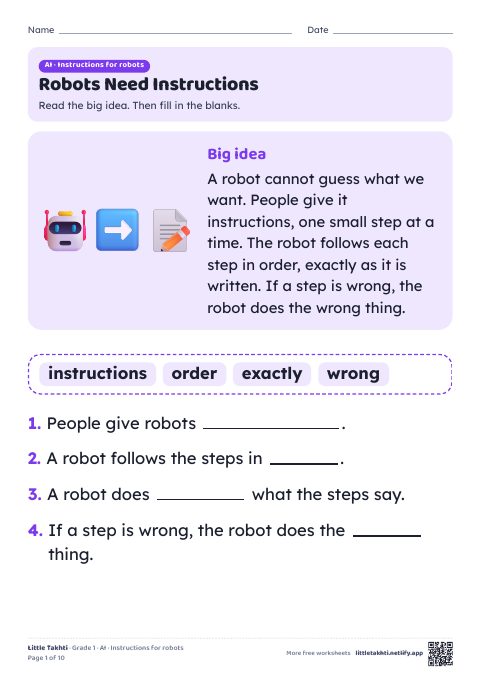 Name Date
AI · Instructions for robots
Robots Need Instructions
Read the big idea. Then fill in the blanks.
Big idea
A robot cannot guess what we
want. People give it
instructions, one small step at a
time. The robot follows each
step in order, exactly as it is
written. If a step is wrong, the
robot does the wrong thing.
instructions order exactly wrong
1. People give robots ____________.
2. A robot follows the steps in ______.
3. A robot does ________ what the steps say.
4. If a step is wrong, the robot does the ______
thing.
Little Takhti · Grade 1 · AI · Instructions for robots
More free worksheets · littletakhti.netlify.app
Page 1 of 10